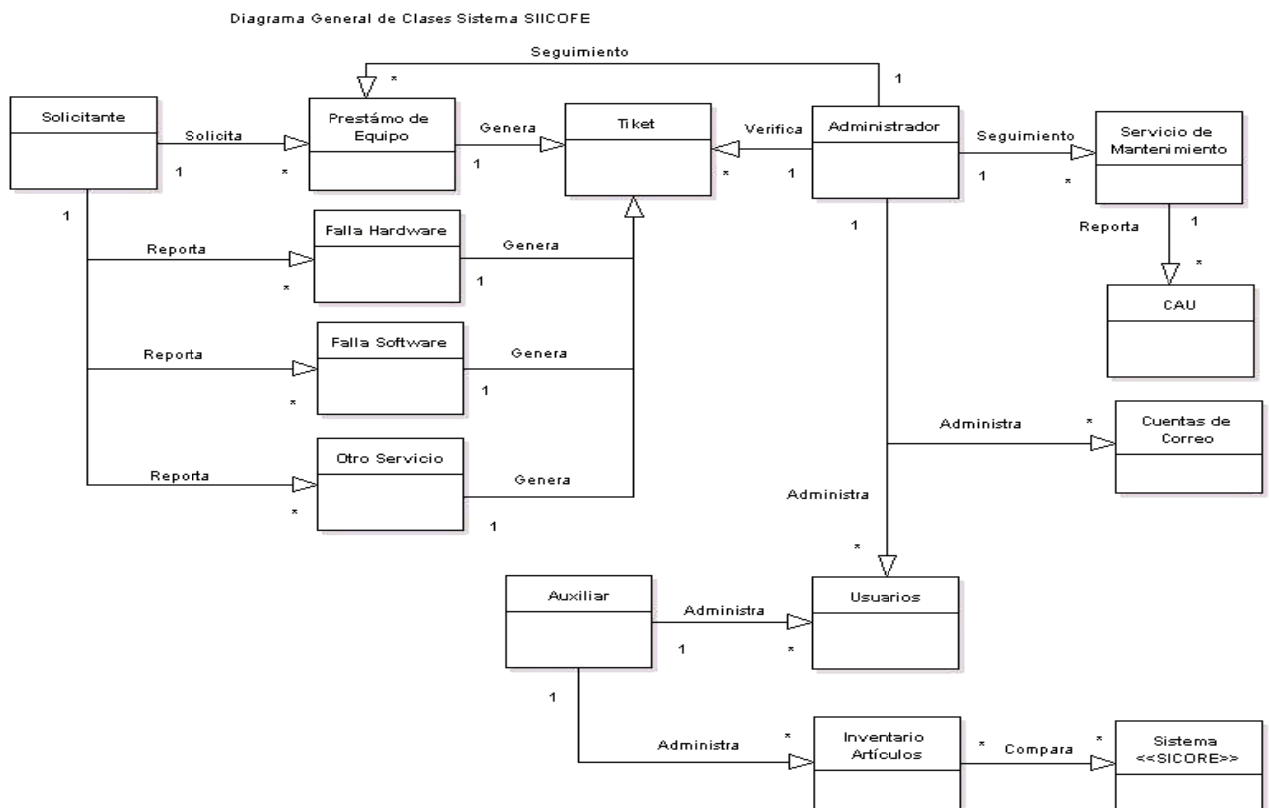 Diagrama General de Clases Sistema SIICOFE
Seguimiento
*
1
Solicitante
Solicita
1
*
Prestámo de
Equipo
Genera
1
Tiket
Verifica
*
1
Administrador
Seguimiento
1
*
Servicio de
Mantenimiento
1
Reporta
*
Falla Hardware
Genera
1
1
Reporta
1
*
CAU
Reporta
*
Falla Software
Genera
1
Administra
*
Cuentas de
Correo
Reporta
*
Otro Servicio
Genera
1
Administra
*
Auxiliar
Administra
1
*
Usuarios
1
Administra
*
Inventario
Artículos
*
Compara
*
Sistema
<<SICORE>>